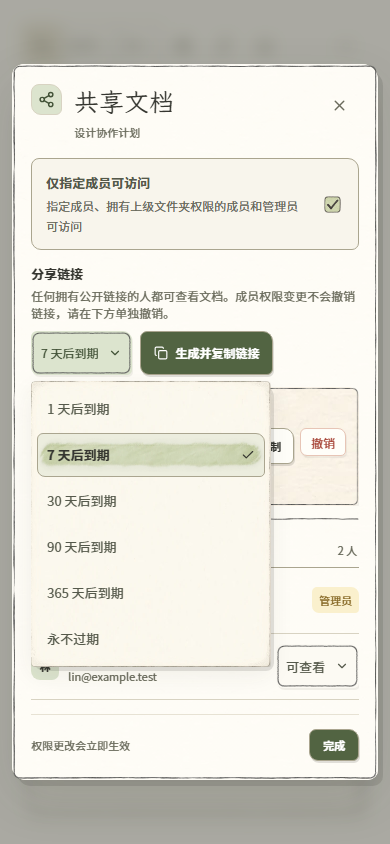 共享文档
设计协作计划
仅指定成员可访问
指定成员、拥有上级文件夹权限的成员和管理员
可访问
分享链接
任何拥有公开链接的人都可查看文档。成员权限变更不会撤销
链接，请在下方单独撤销。
7 天后到期
生成并复制链接
1 天后到期
7 天后到期
30 天后到期
90 天后到期
365 天后到期
永不过期
制
撤销
2 人
管理员
lin@example.test
可查看
权限更改会立即生效
完成